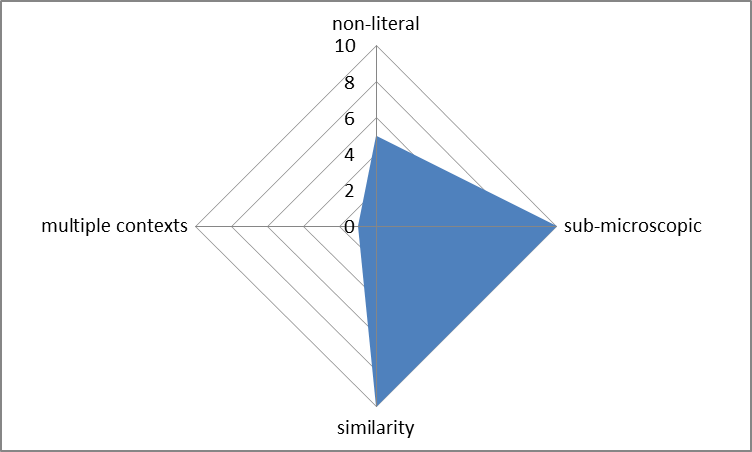 non-literal
10
8
6
4
2
0
multiple contexts
sub-microscopic
similarity